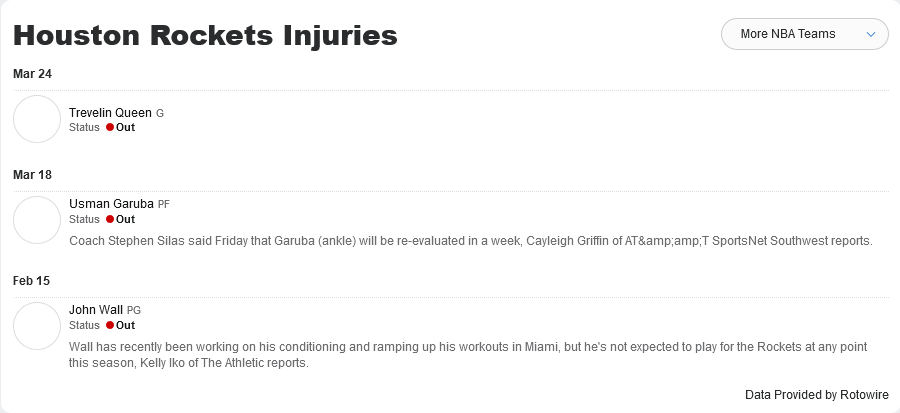 Houston Rockets Injuries
More NBA Teams
Mar 24
Trevelin Queen G
Status Out
Mar 18
Usman Garuba PF
Status Out
Coach Stephen Silas said Friday that Garuba (ankle) will be re-evaluated in a week, Cayleigh Griffin of AT&amp;amp;T SportsNet Southwest reports.
Feb 15
John Wall PG
Status Out
Wall has recently been working on his conditioning and ramping up his workouts in Miami, but he's not expected to play for the Rockets at any point
this season, Kelly Iko of The Athletic reports.
Data Provided by Rotowire